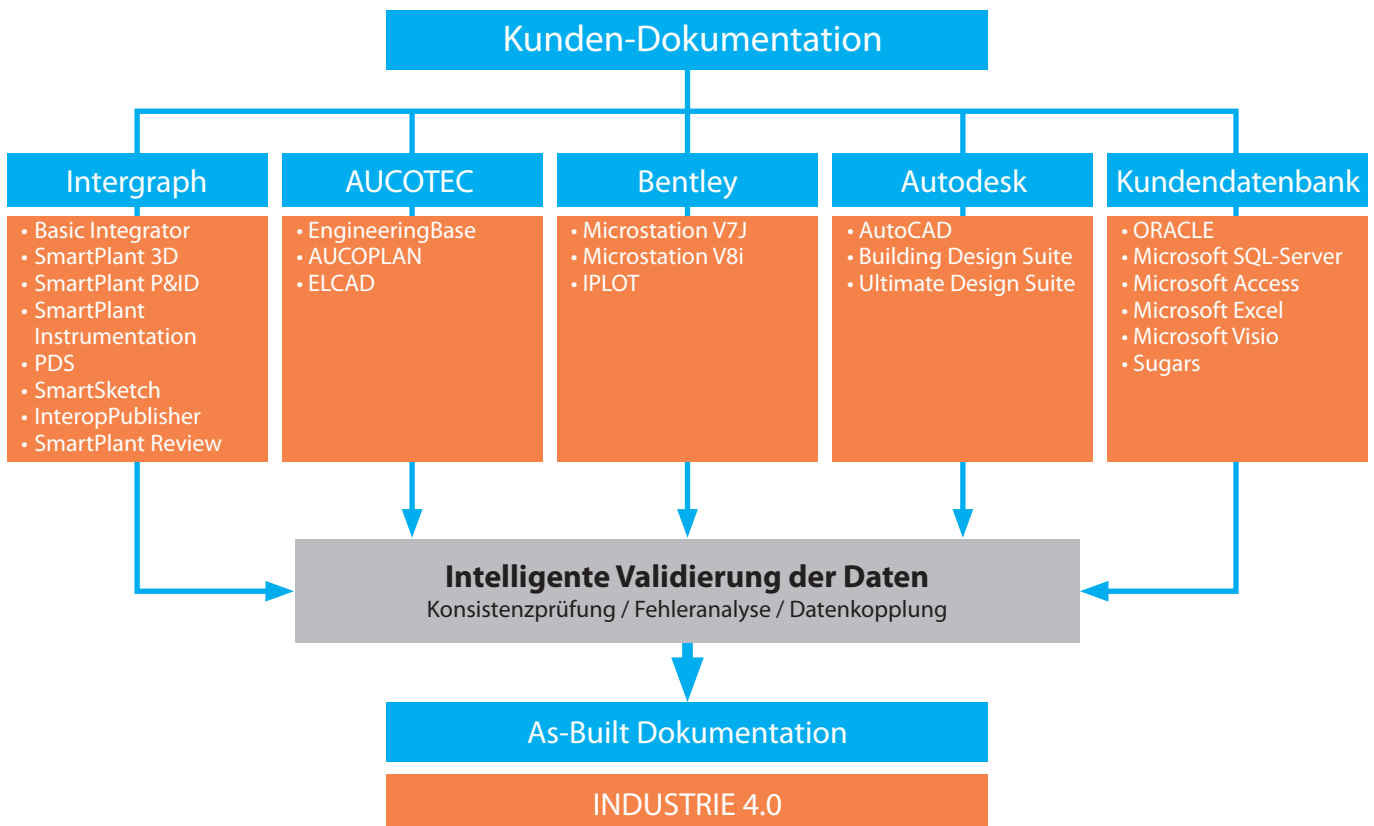 Kunden-Dokumentation
Intergraph
• Basic Integrator
• SmartPlant 3D
• SmartPlant P&ID
• SmartPlant
Instrumentation
• PDS
• SmartSketch
• InteropPublisher
• SmartPlant Review
AUCOTEC
• EngineeringBase
• AUCOPLAN
• ELCAD
Bentley
• Microstation V7J
• Microstation V8i
• IPLOT
Autodesk
• AutoCAD
• Building Design Suite
• Ultimate Design Suite
Kundendatenbank
• ORACLE
• Microsoft SQL-Server
• Microsoft Access
• Microsoft Excel
• Microsoft Visio
• Sugars
Intelligente Validierung der Daten
Konsistenzprüfung / Fehleranalyse / Datenkopplung
As-Built Dokumentation
INDUSTRIE 4.0